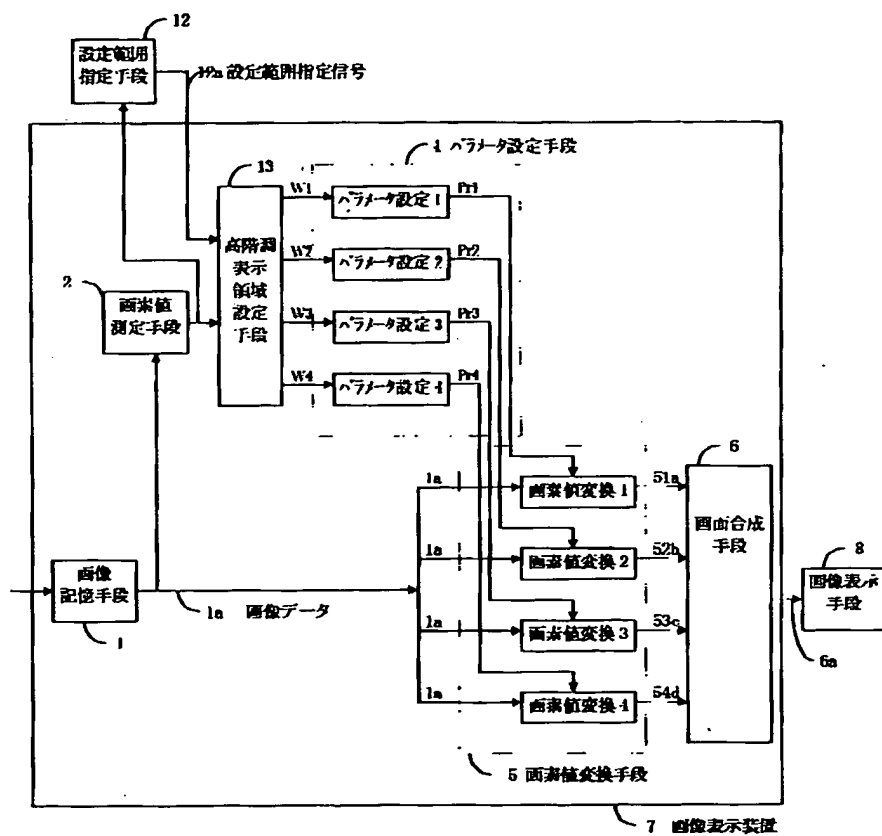 12
設定範囲
指定手段
12a 設定範囲指定信号
4 パラメータ設定手段
13
高階調
表示
領域
設定
手段
W1
パラメータ設定1
Pr1
W2
パラメータ設定2
Pr2
W3
パラメータ設定3
Pr3
W4
パラメータ設定4
Pr4
2
画素値
測定手段
6
画面合成
手段
1a
画素値変換1
51a
1a
画素値変換2
52b
1a
画素値変換3
53c
1a
画素値変換4
54d
画像
記憶手段
1
1a 画像データ
8
画像表示
手段
6a
5 画素値変換手段
7 画像表示装置